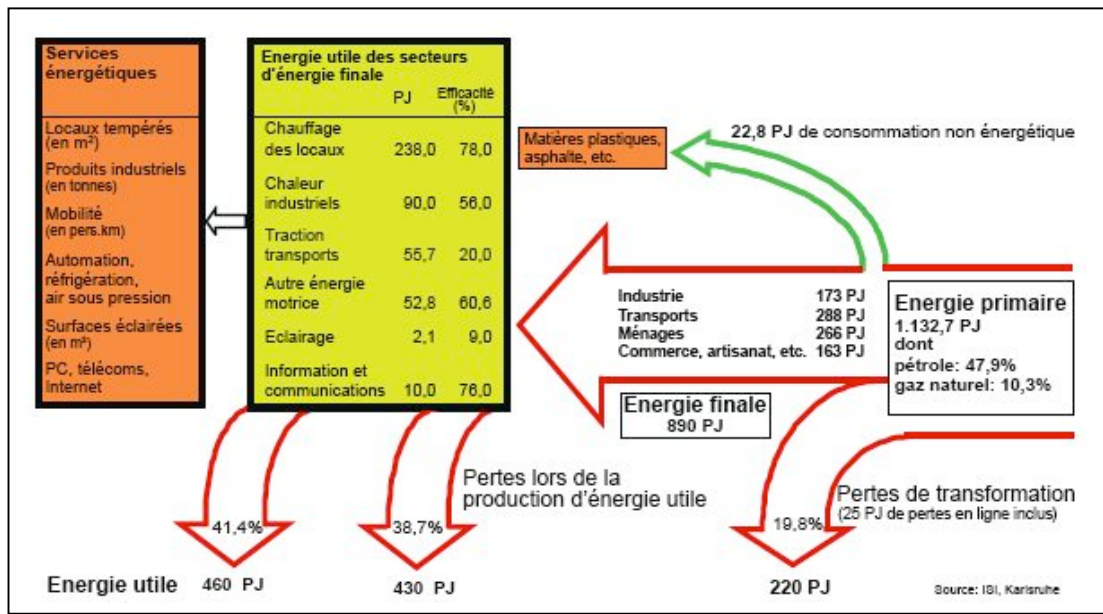 Services
énergétiques
Locaux tempérés
(en m²)
Produits industriels
(en tonnes)
Mobilité
(en pers.km)
Automation,
réfrigération,
air sous pression
Surfaces éclairées
(en m²)
PC, télécoms,
Internet
Energie utile des secteurs
d'énergie finale
PJ Efficacité
(%)
Chauffage
des locaux 238,0 78,0
Chaleur
industriels 90,0 56,0
Traction
transports 55,7 20,0
Autre énergie
motrice 52,8 60,6
Eclairage 2,1 9,0
Information et
communications 10,0 76,0
Matières plastiques,
asphalte, etc.
22,8 PJ de consommation non énergétique
Industrie 173 PJ
Transports 288 PJ
Ménages 266 PJ
Commerce, artisanat, etc. 163 PJ
Energie finale
890 PJ
Energie primaire
1.132,7 PJ
dont
pétrole: 47,9%
gaz naturel: 10,3%
Pertes lors de la
production d'énergie utile
Pertes de transformation
(25 PJ de pertes en ligne inclus)
41,4% 38,7% 19,8%
Energie utile 460 PJ 430 PJ 220 PJ
Source: ISI, Karlsruhe